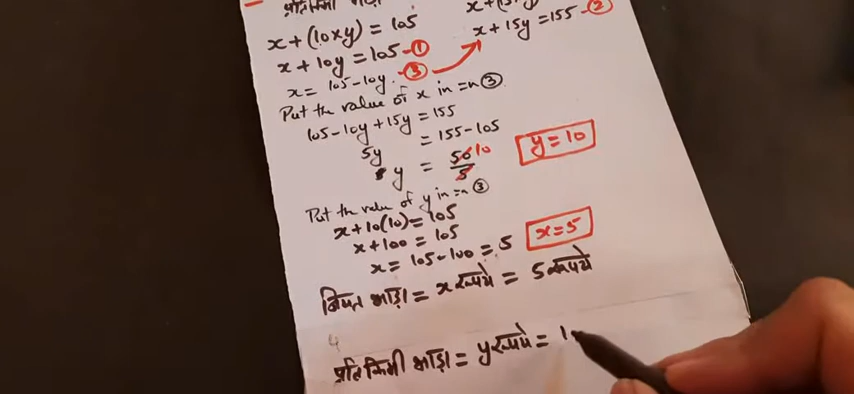 प्रतिकिमी
x+(10×y) = 105
x+10y = 105-①
x+15y = 155-②
x = 105-10y -③
Put the value of x in =n ③
105-10y+15y = 155
5y = 155-105
y = 50/5 10
y=10
Put the value of y in =n ③
x+10(10) = 105
x+100 = 105
x = 105-100 = 5
x=5
नियत भाड़ा = x रूपये = 5 रूपये
प्रति किमी भाड़ा = y रूपये = 1